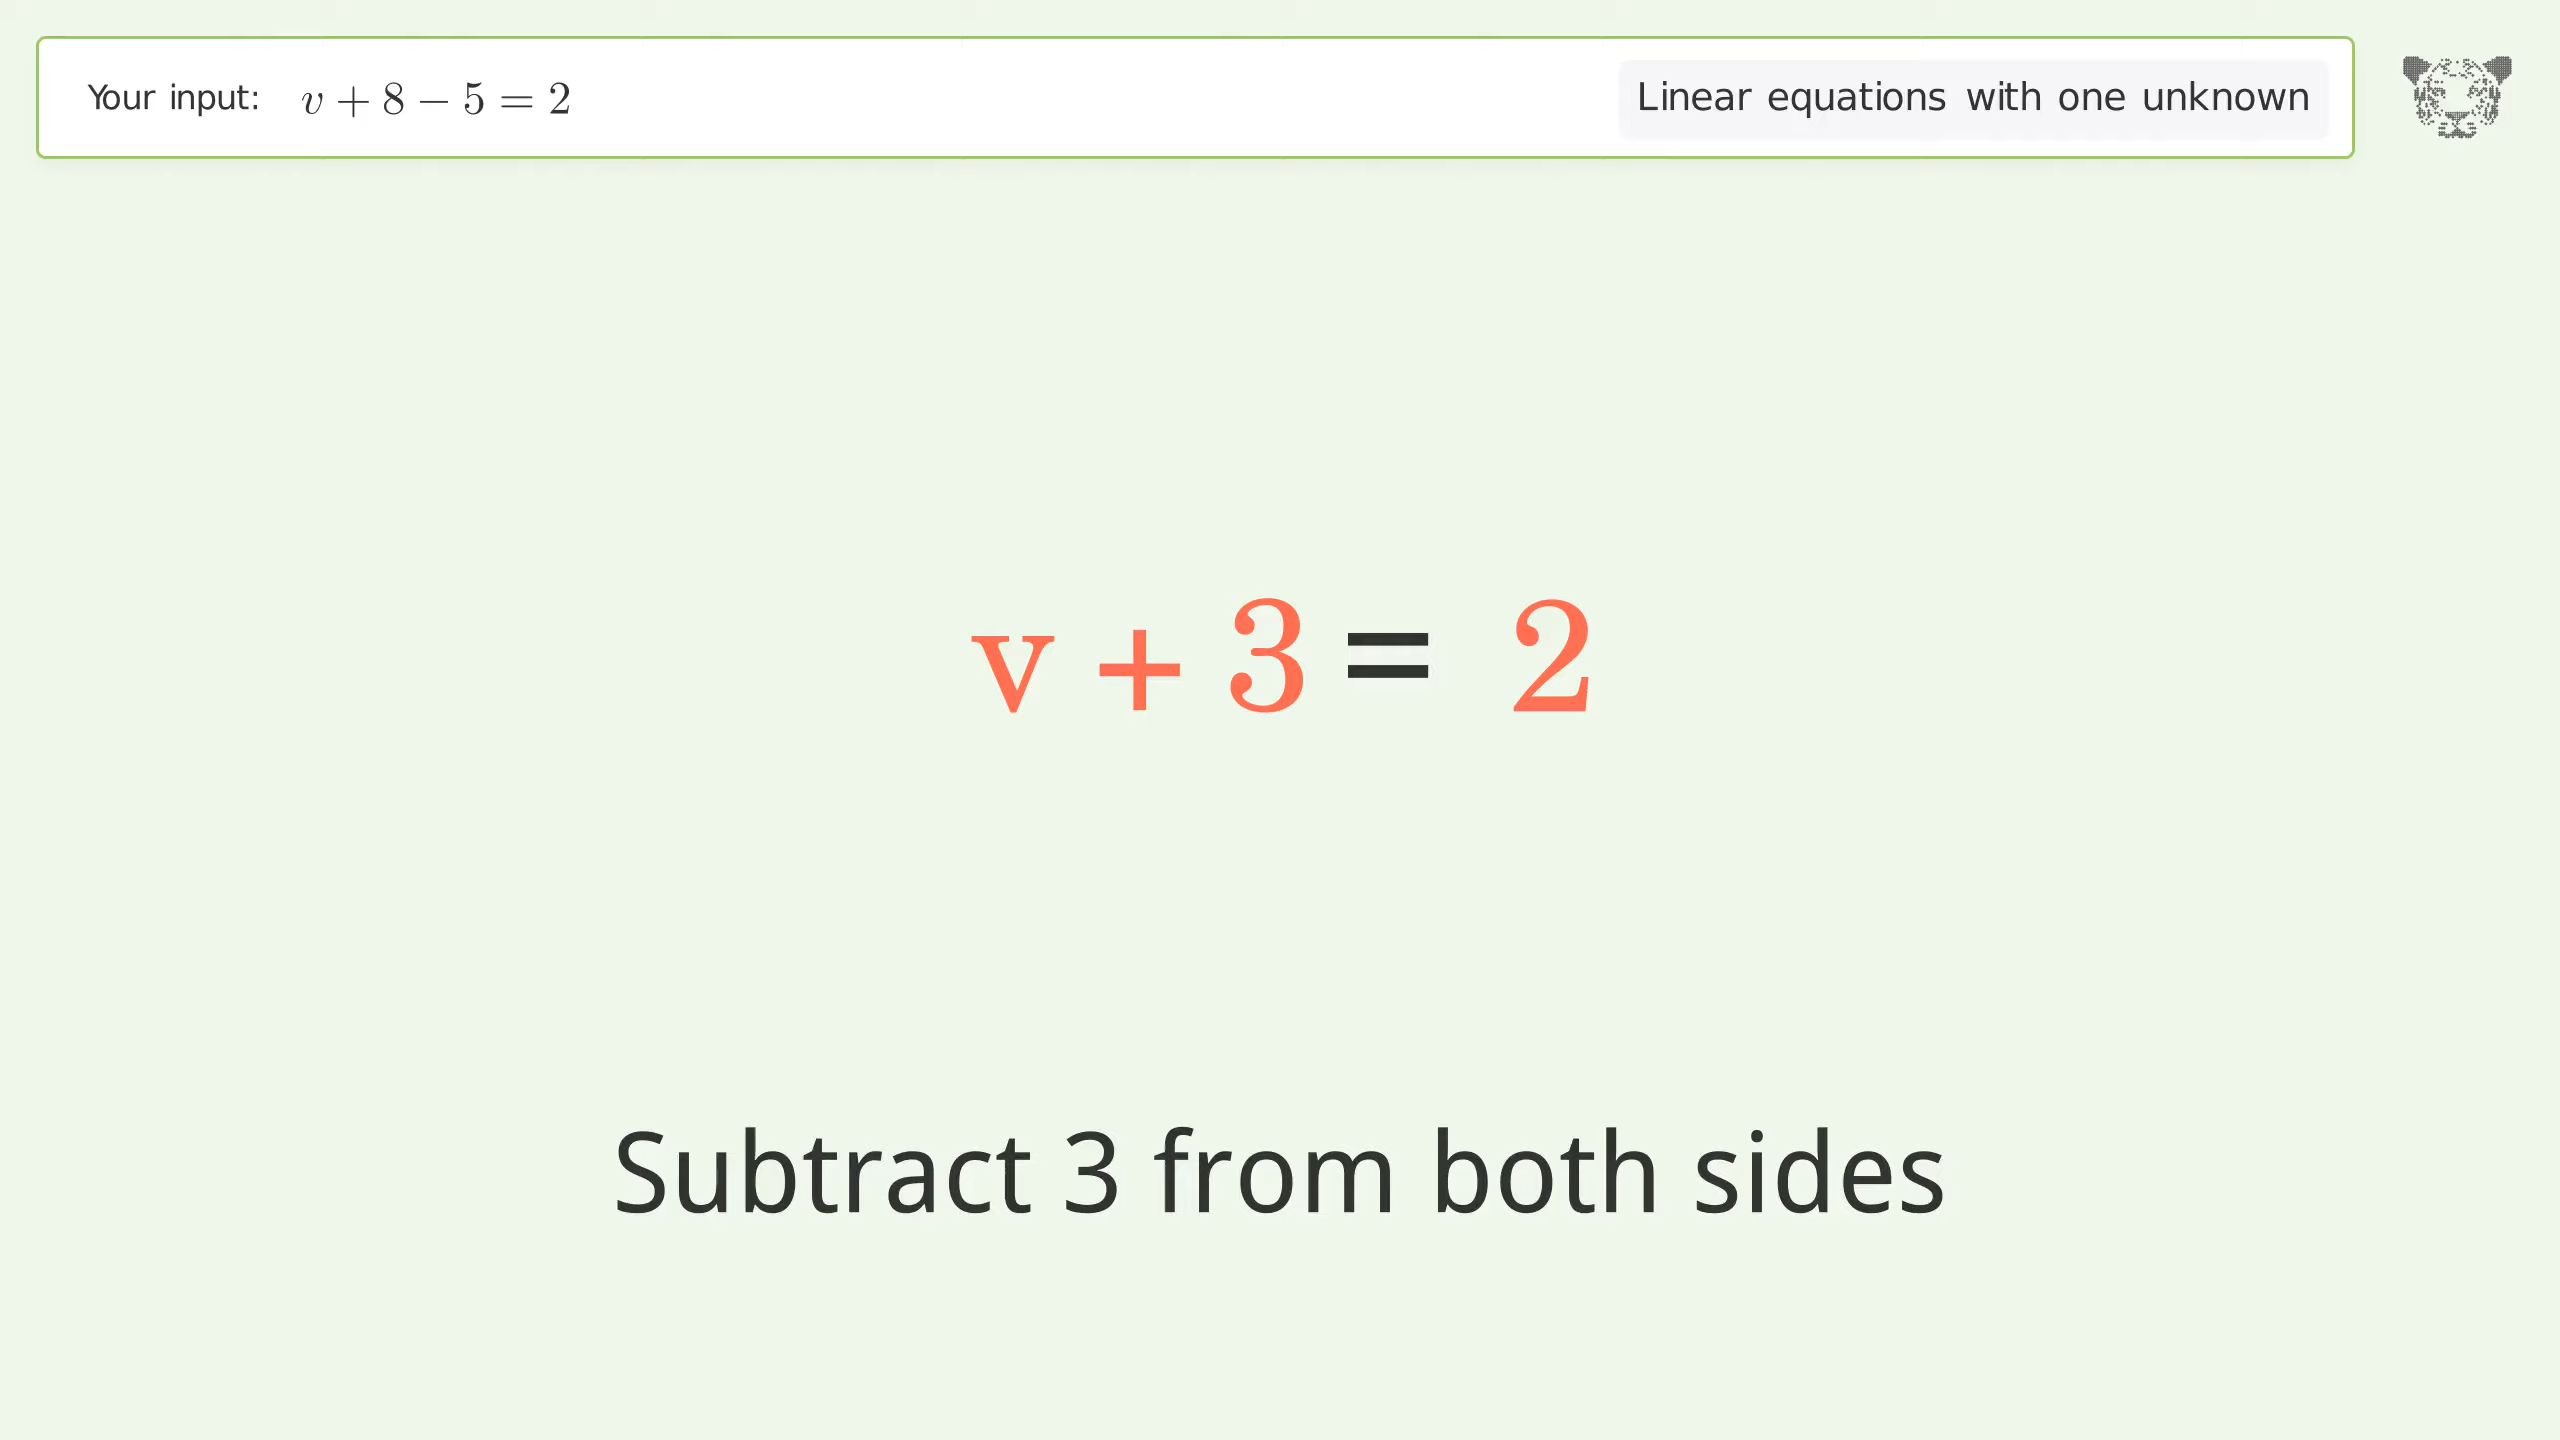 Your input: v + 8 − 5 = 2
Linear equations with one unknown
v + 3 = 2
Subtract 3 from both sides